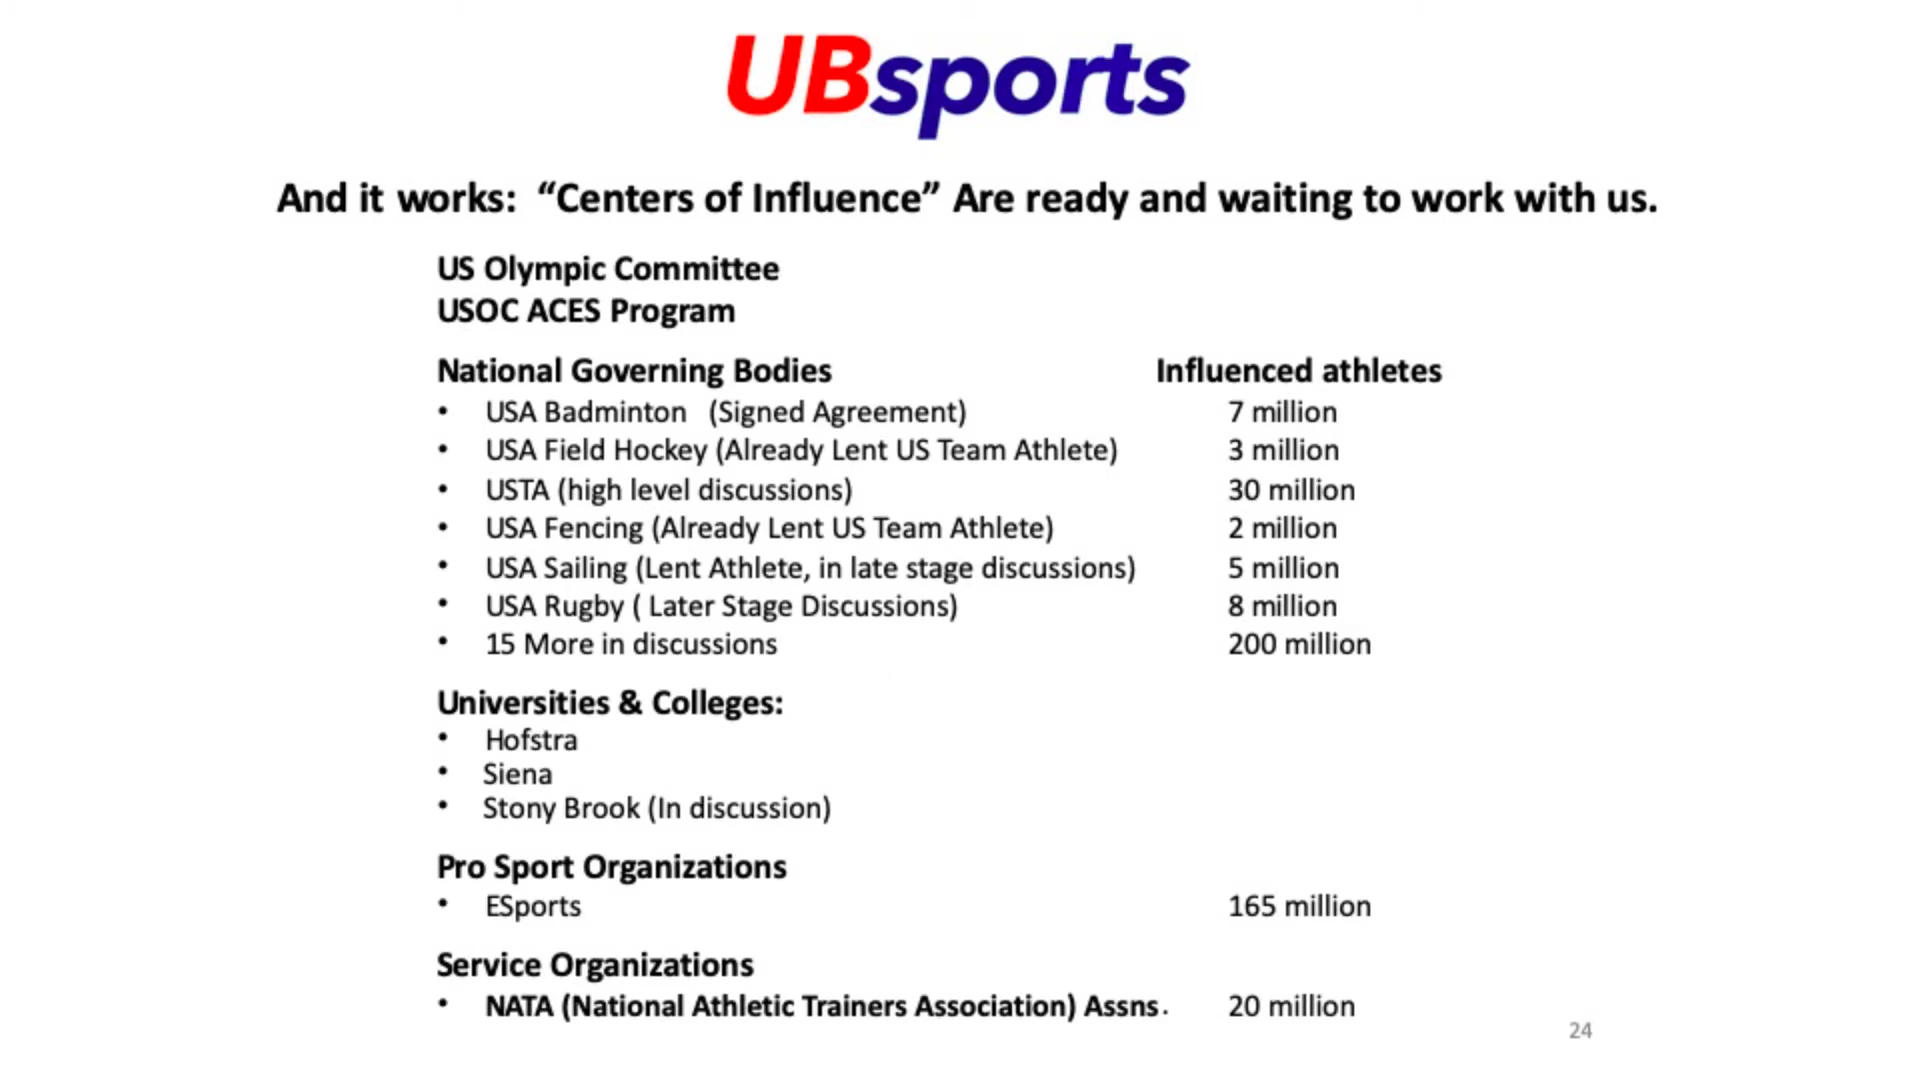 UBsports
And it works: “Centers of Influence” Are ready and waiting to work with us.
US Olympic Committee
USOC ACES Program
National Governing Bodies Influenced athletes
• USA Badminton (Signed Agreement) 7 million
• USA Field Hockey (Already Lent US Team Athlete) 3 million
• USTA (high level discussions) 30 million
• USA Fencing (Already Lent US Team Athlete) 2 million
• USA Sailing (Lent Athlete, in late stage discussions) 5 million
• USA Rugby ( Later Stage Discussions) 8 million
• 15 More in discussions 200 million
Universities & Colleges:
• Hofstra
• Siena
• Stony Brook (In discussion)
Pro Sport Organizations
• ESports 165 million
Service Organizations
• NATA (National Athletic Trainers Association) Assns. 20 million
24